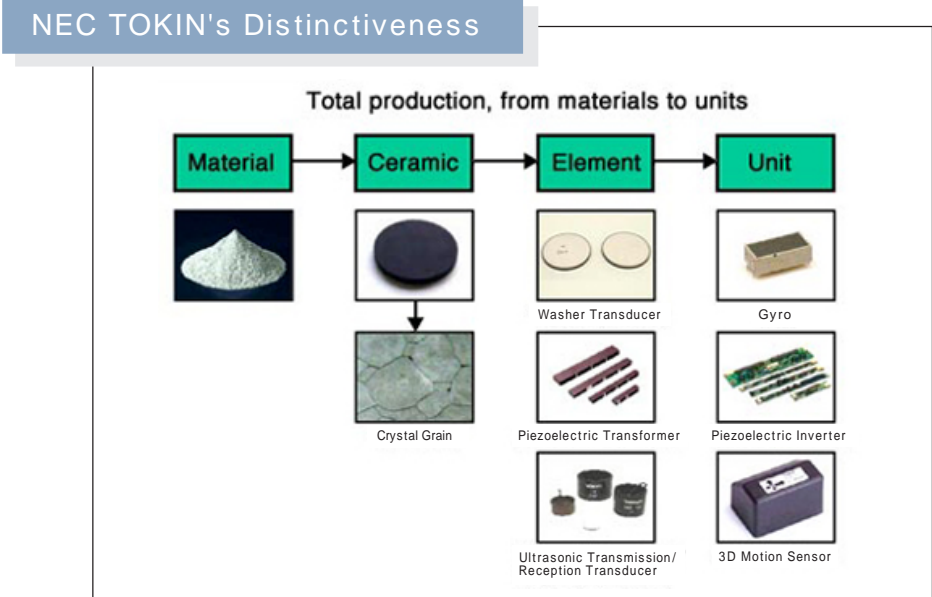 NEC TOKIN's Distinctiveness
Total production, from materials to units
Material
Ceramic
Element
Unit
Washer Transducer
Gyro
Crystal Grain
Piezoelectric Transformer
Piezoelectric Inverter
Ultrasonic Transmission/
Reception Transducer
3D Motion Sensor